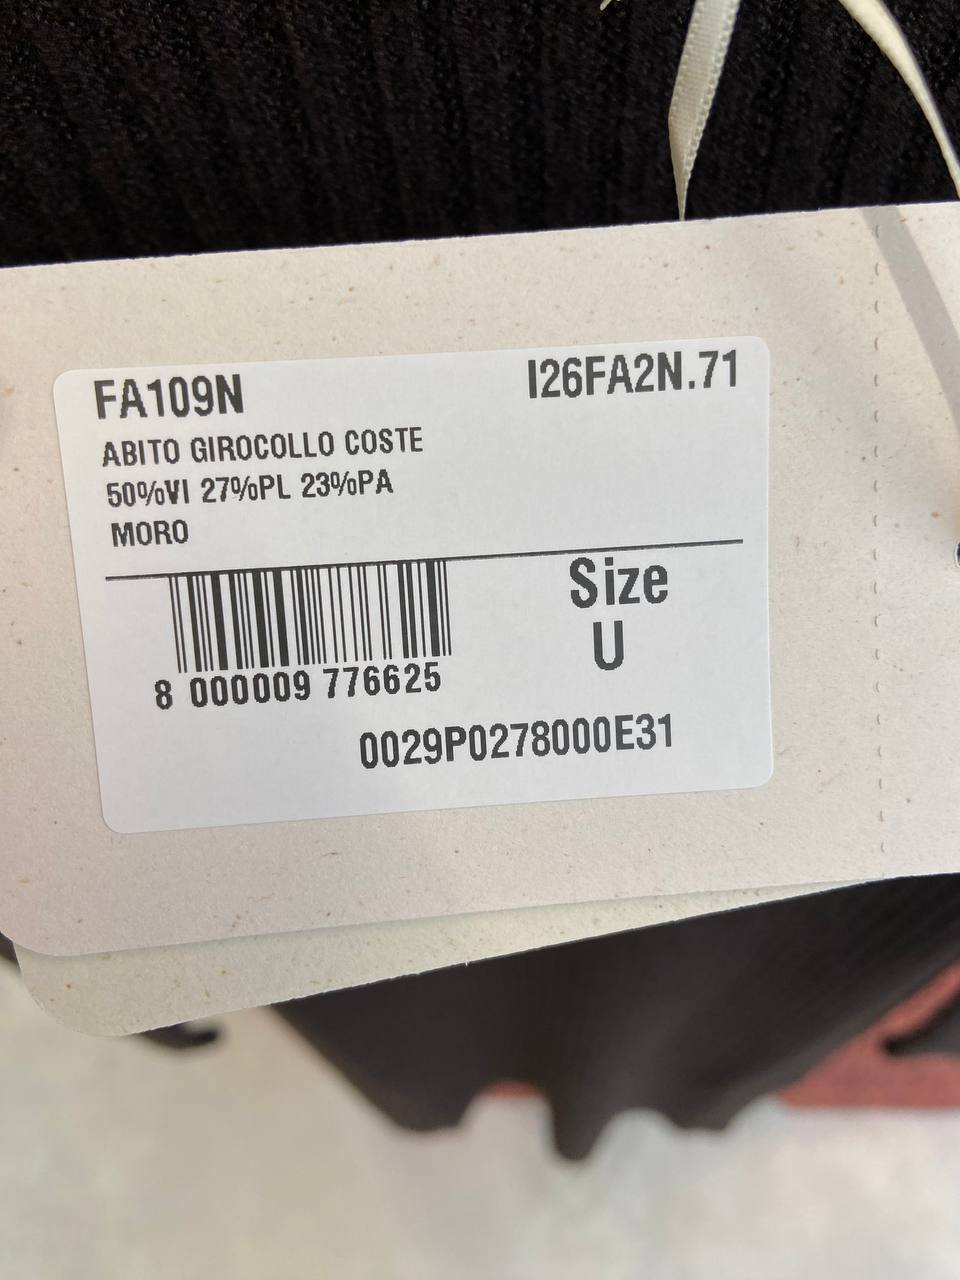 FA109N I26FA2N.71
ABITO GIROCOLLO COSTE
50%VI 27%PL 23%PA
MORO
Size
U
8 000009 776625
0029P0278000E31